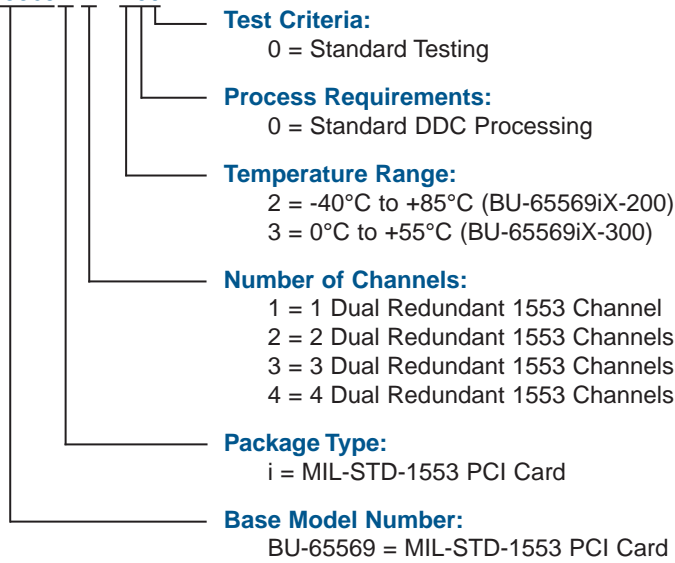 Test Criteria:
0 = Standard Testing
Process Requirements:
0 = Standard DDC Processing
Temperature Range:
2 = -40°C to +85°C (BU-65569iX-200)
3 = 0°C to +55°C (BU-65569iX-300)
Number of Channels:
1 = 1 Dual Redundant 1553 Channel
2 = 2 Dual Redundant 1553 Channels
3 = 3 Dual Redundant 1553 Channels
4 = 4 Dual Redundant 1553 Channels
Package Type:
i = MIL-STD-1553 PCI Card
Base Model Number:
BU-65569 = MIL-STD-1553 PCI Card